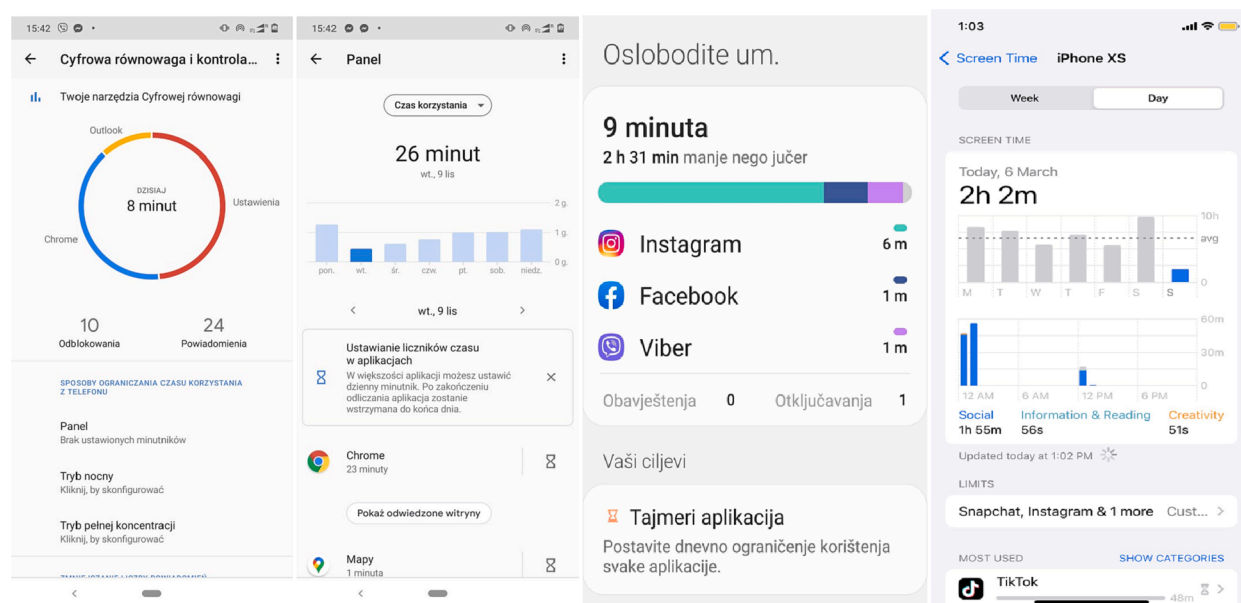 15:42
Cyfrowa równowaga i kontrola...
Twoje narzędzia Cyfrowej równowagi
Outlook
DZISIAJ
8 minut
Ustawienia
Chrome
10
24
Odblokowania
Powiadomienia
SPOSOBY OGRANICZANIA CZASU KORZYSTANIA
Z TELEFONU
Panel
Brak ustawionych minutników
Tryb nocny
Kliknij, by skonfigurować
Tryb pełnej koncentracji
Kliknij, by skonfigurować
15:42
Panel
Czas korzystania
26 minut
wt., 9 lis
2 g.
1 g.
0 g.
pon. wt. śr. czw. pt. sob. niedz.
wt., 9 lis
Ustawianie liczników czasu
w aplikacjach
W większości aplikacji możesz ustawić
dzienny minutnik. Po zakończeniu
odliczania aplikacja zostanie
wstrzymana do końca dnia.
Chrome
23 minuty
Pokaż odwiedzone witryny
Mapy
1 minuta
Oslobodite um.
9 minuta
2 h 31 min manje nego jučer
Instagram 6 m
Facebook 1 m
Viber 1 m
Obavještenja 0 Otključavanja 1
Vaši ciljevi
Tajmeri aplikacija
Postavite dnevno ograničenje korištenja
svake aplikacije.
1:03
Screen Time iPhone XS
Week Day
SCREEN TIME
Today, 6 March
2h 2m
10h
avg
0
M T W T F S S
60m
30m
0
12 AM 6 AM 12 PM 6 PM
Social Information & Reading Creativity
1h 55m 56s 51s
Updated today at 1:02 PM
LIMITS
Snapchat, Instagram & 1 more Cust...
MOST USED SHOW CATEGORIES
TikTok
48m